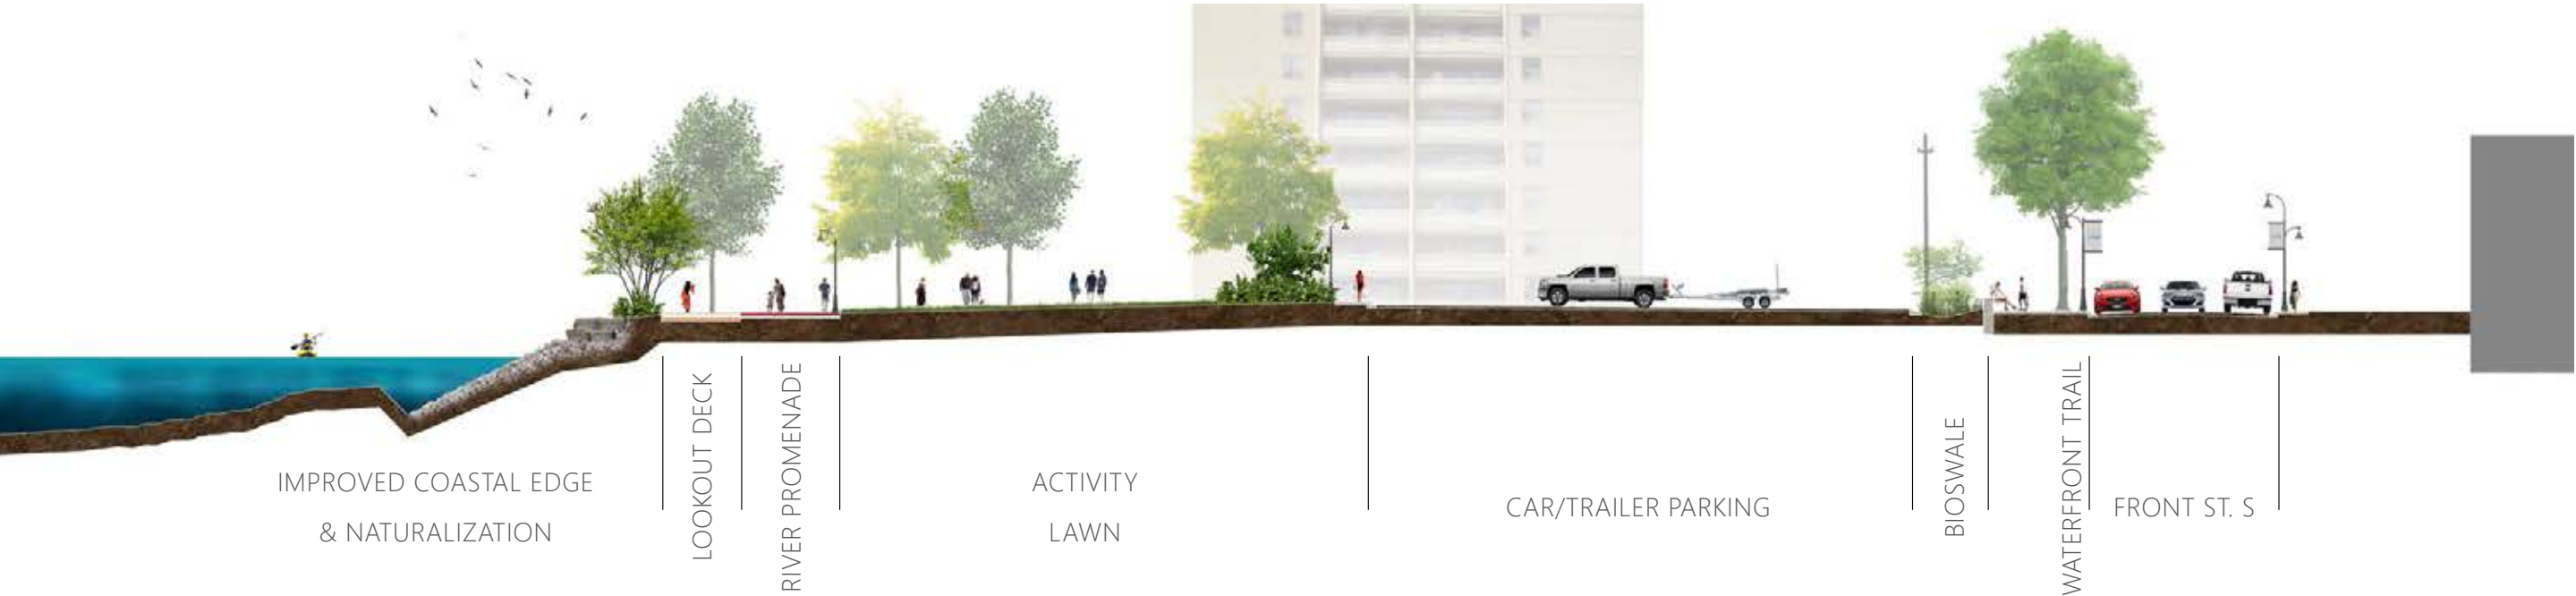 IMPROVED COASTAL EDGE
& NATURALIZATION
LOOKOUT DECK
RIVER PROMENADE
ACTIVITY
LAWN
CAR/TRAILER PARKING
BIOSWALE
WATERFRONT TRAIL
FRONT ST. S